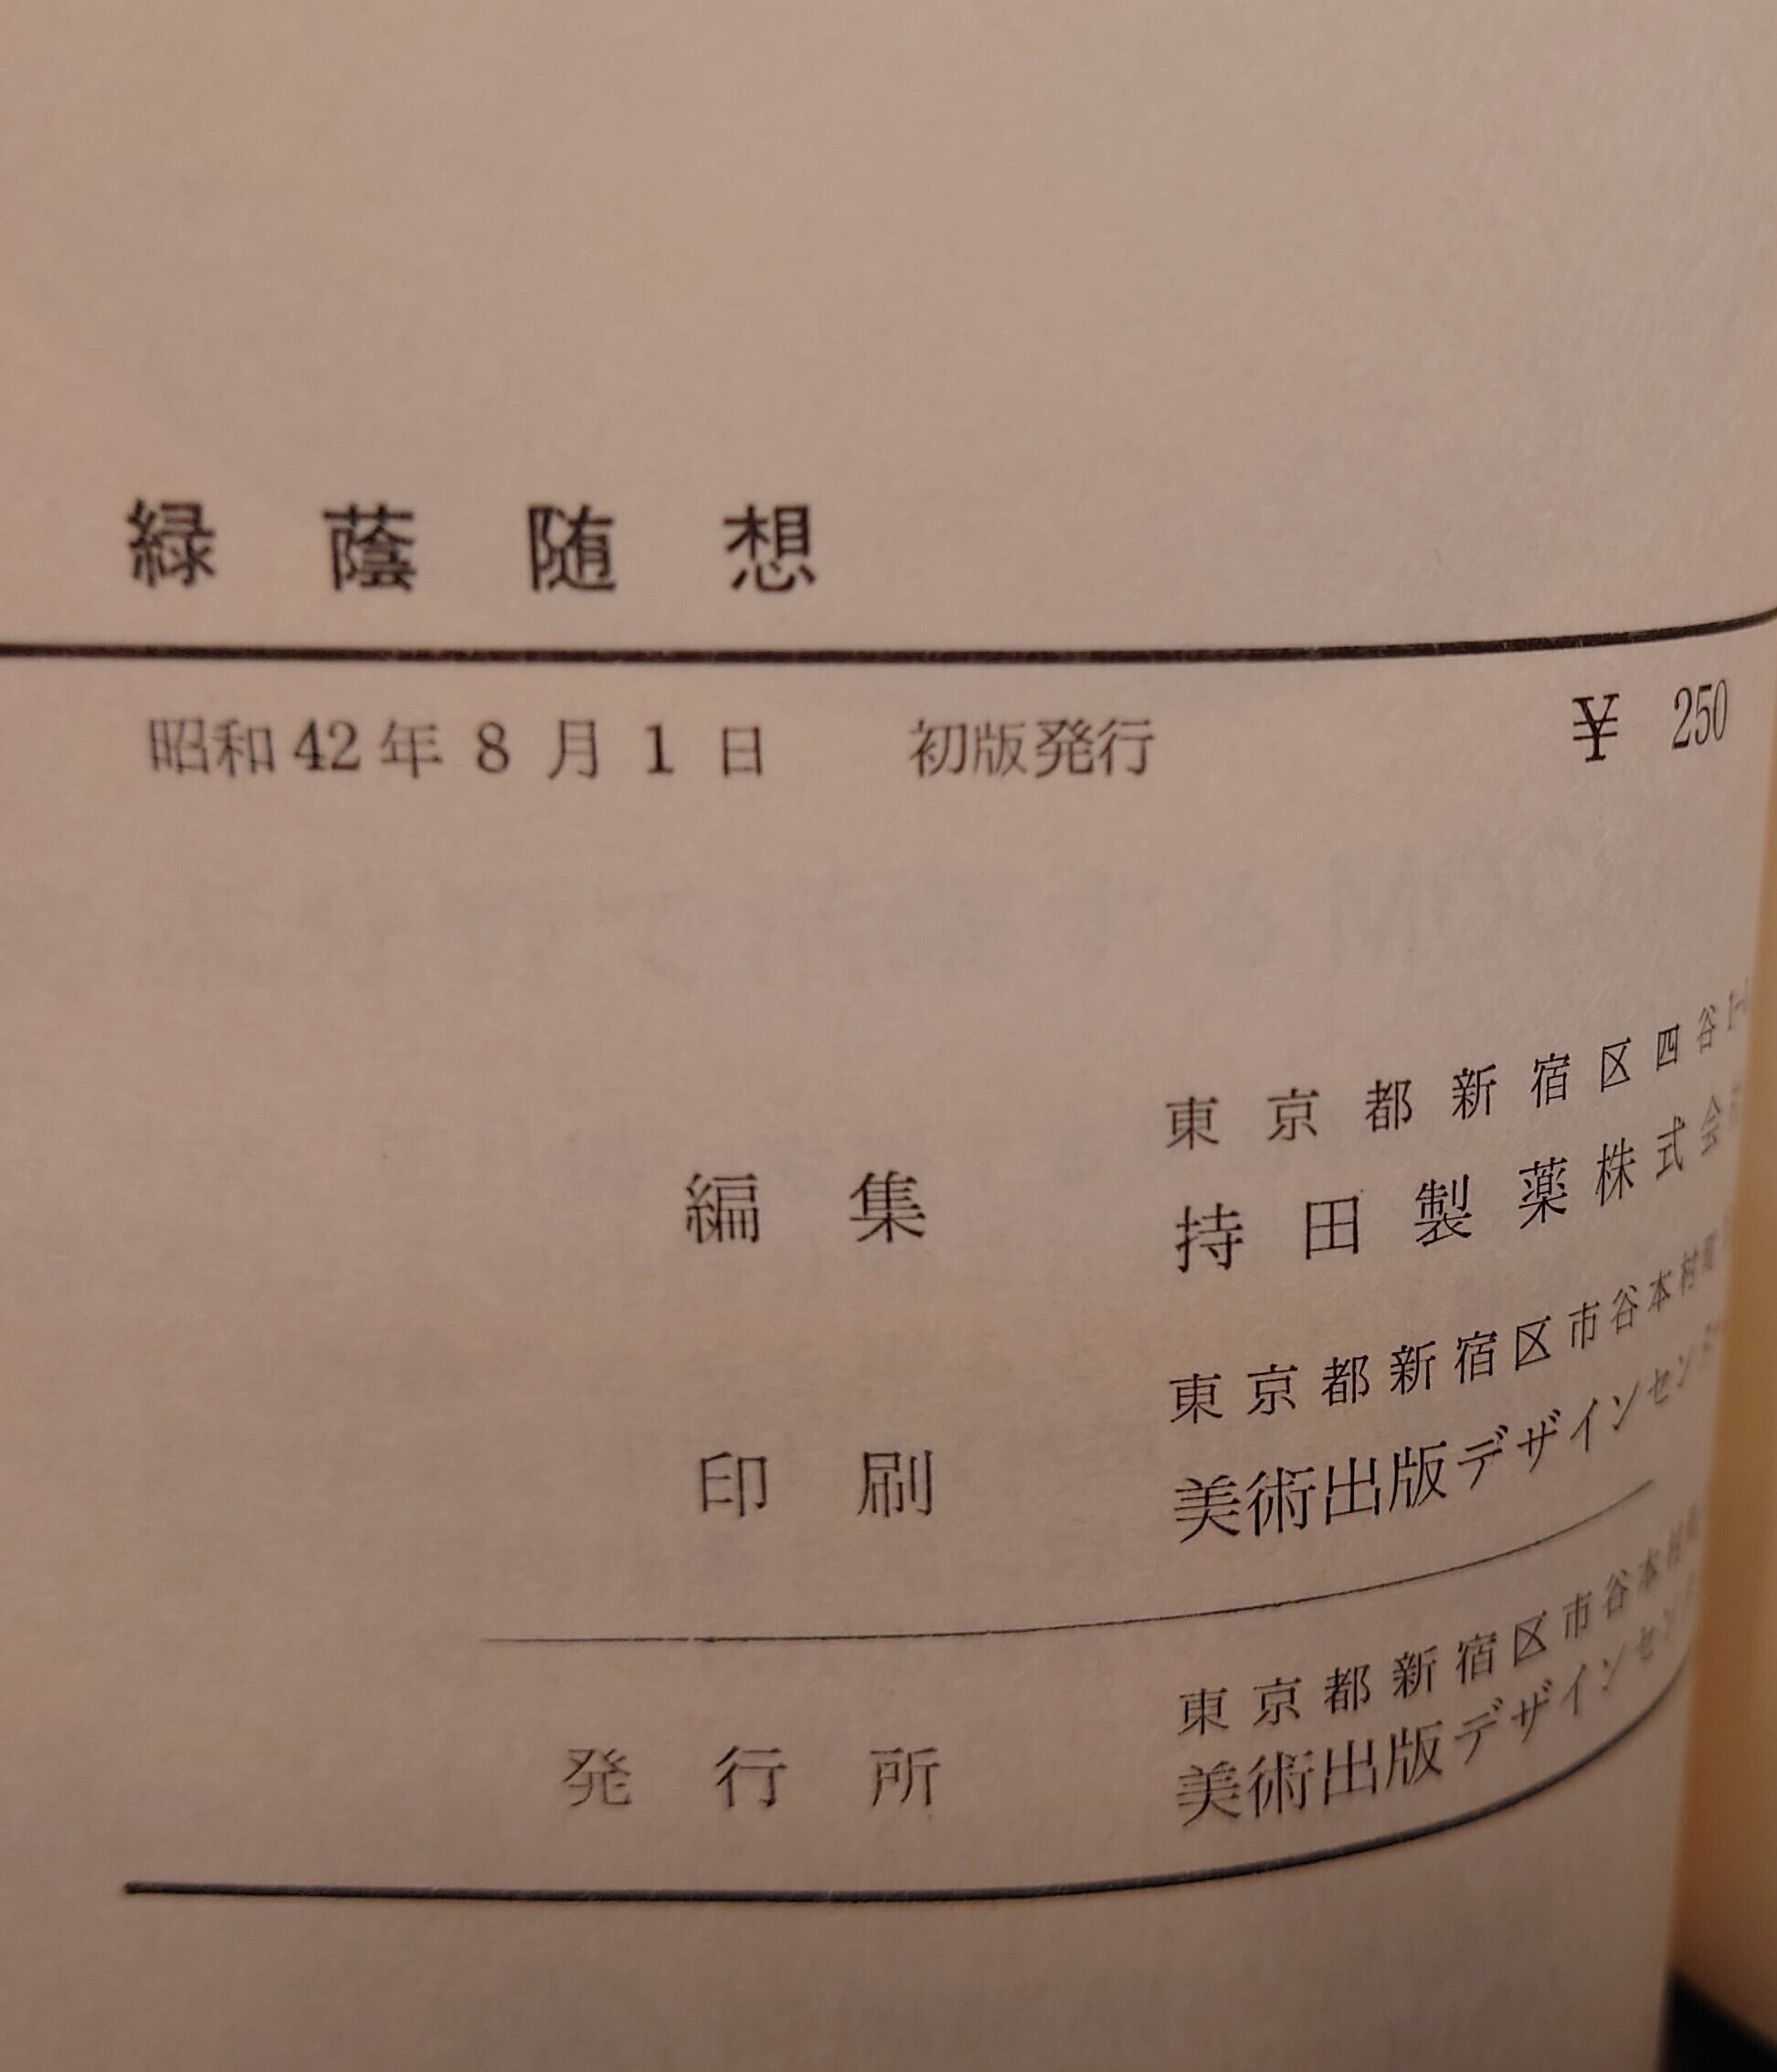 緑蔭随想
昭和42年8月1日 初版発行 ¥ 250
東京都新宿区四谷1-
編集 持田製薬株式会
東京都新宿区市谷本村
印刷 美術出版デザインセン
東京都新宿区市谷本村
発行所 美術出版デザインセン